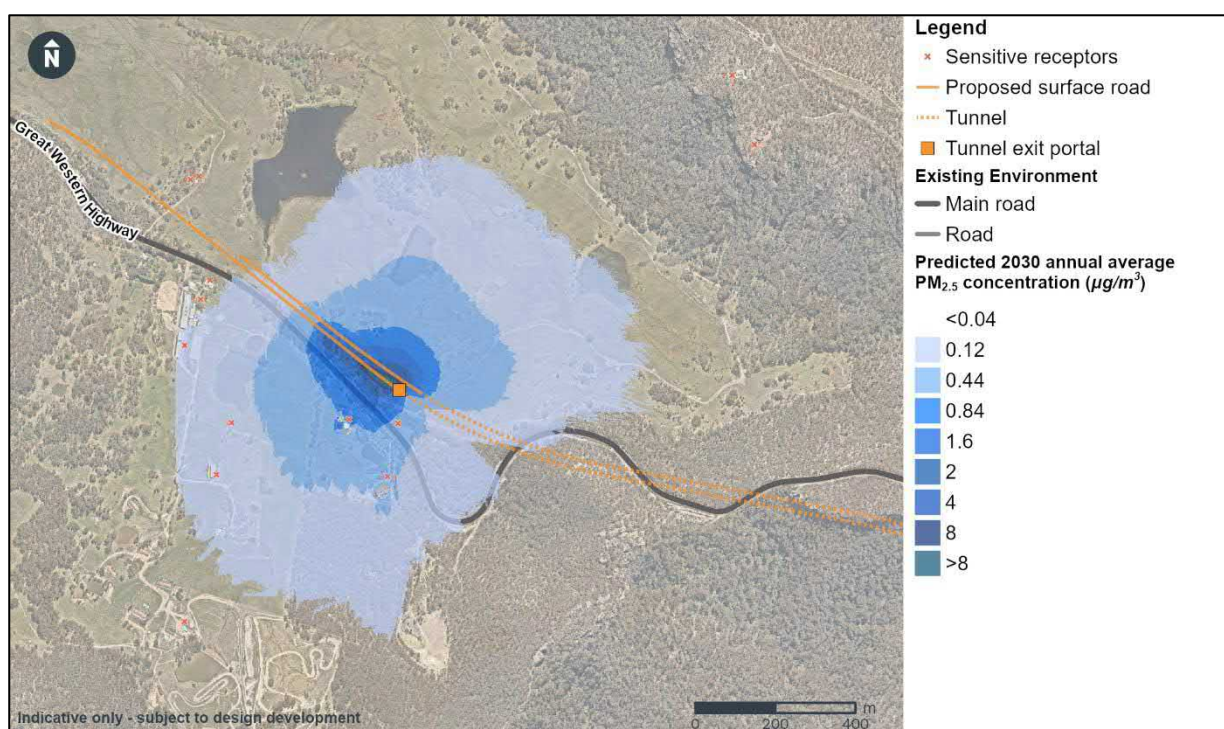 N
Great Western Highway
Indicative only - subject to design development
m
0 200 400
Legend
Sensitive receptors
Proposed surface road
Tunnel
Tunnel exit portal
Existing Environment
Main road
Road
Predicted 2030 annual average
PM2.5 concentration (µg/m³)
<0.04
0.12
0.44
0.84
1.6
2
4
8
>8